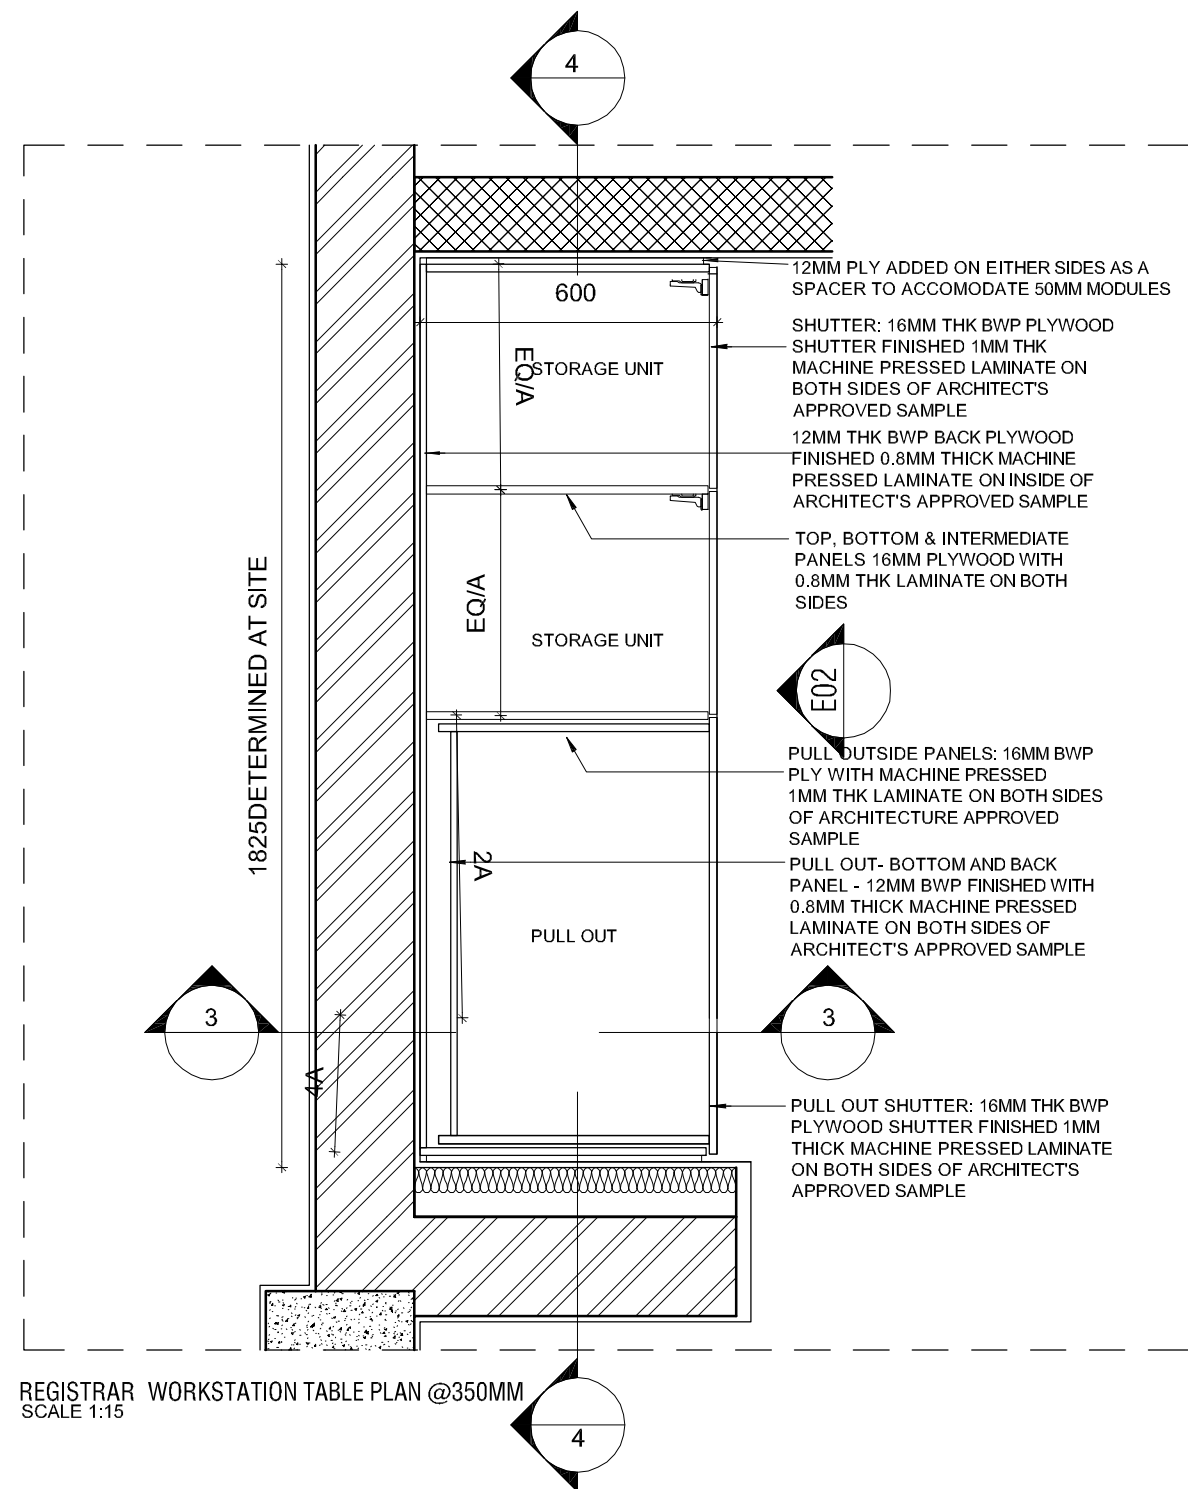 4
12MM PLY ADDED ON EITHER SIDES AS A
SPACER TO ACCOMODATE 50MM MODULES
600
SHUTTER: 16MM THK BWP PLYWOOD
SHUTTER FINISHED 1MM THK
MACHINE PRESSED LAMINATE ON
BOTH SIDES OF ARCHITECT'S
APPROVED SAMPLE
EQ/A
STORAGE UNIT
12MM THK BWP BACK PLYWOOD
FINISHED 0.8MM THICK MACHINE
PRESSED LAMINATE ON INSIDE OF
ARCHITECT'S APPROVED SAMPLE
TOP, BOTTOM & INTERMEDIATE
PANELS 16MM PLYWOOD WITH
0.8MM THK LAMINATE ON BOTH
SIDES
EQ/A
STORAGE UNIT
1825DETERMINED AT SITE
E02
PULL OUTSIDE PANELS: 16MM BWP
PLY WITH MACHINE PRESSED
1MM THK LAMINATE ON BOTH SIDES
OF ARCHITECTURE APPROVED
SAMPLE
2A
PULL OUT- BOTTOM AND BACK
PANEL - 12MM BWP FINISHED WITH
0.8MM THICK MACHINE PRESSED
LAMINATE ON BOTH SIDES OF
ARCHITECT'S APPROVED SAMPLE
PULL OUT
3
3
PULL OUT SHUTTER: 16MM THK BWP
PLYWOOD SHUTTER FINISHED 1MM
THICK MACHINE PRESSED LAMINATE
ON BOTH SIDES OF ARCHITECT'S
APPROVED SAMPLE
REGISTRAR WORKSTATION TABLE PLAN @350MM
SCALE 1:15
4